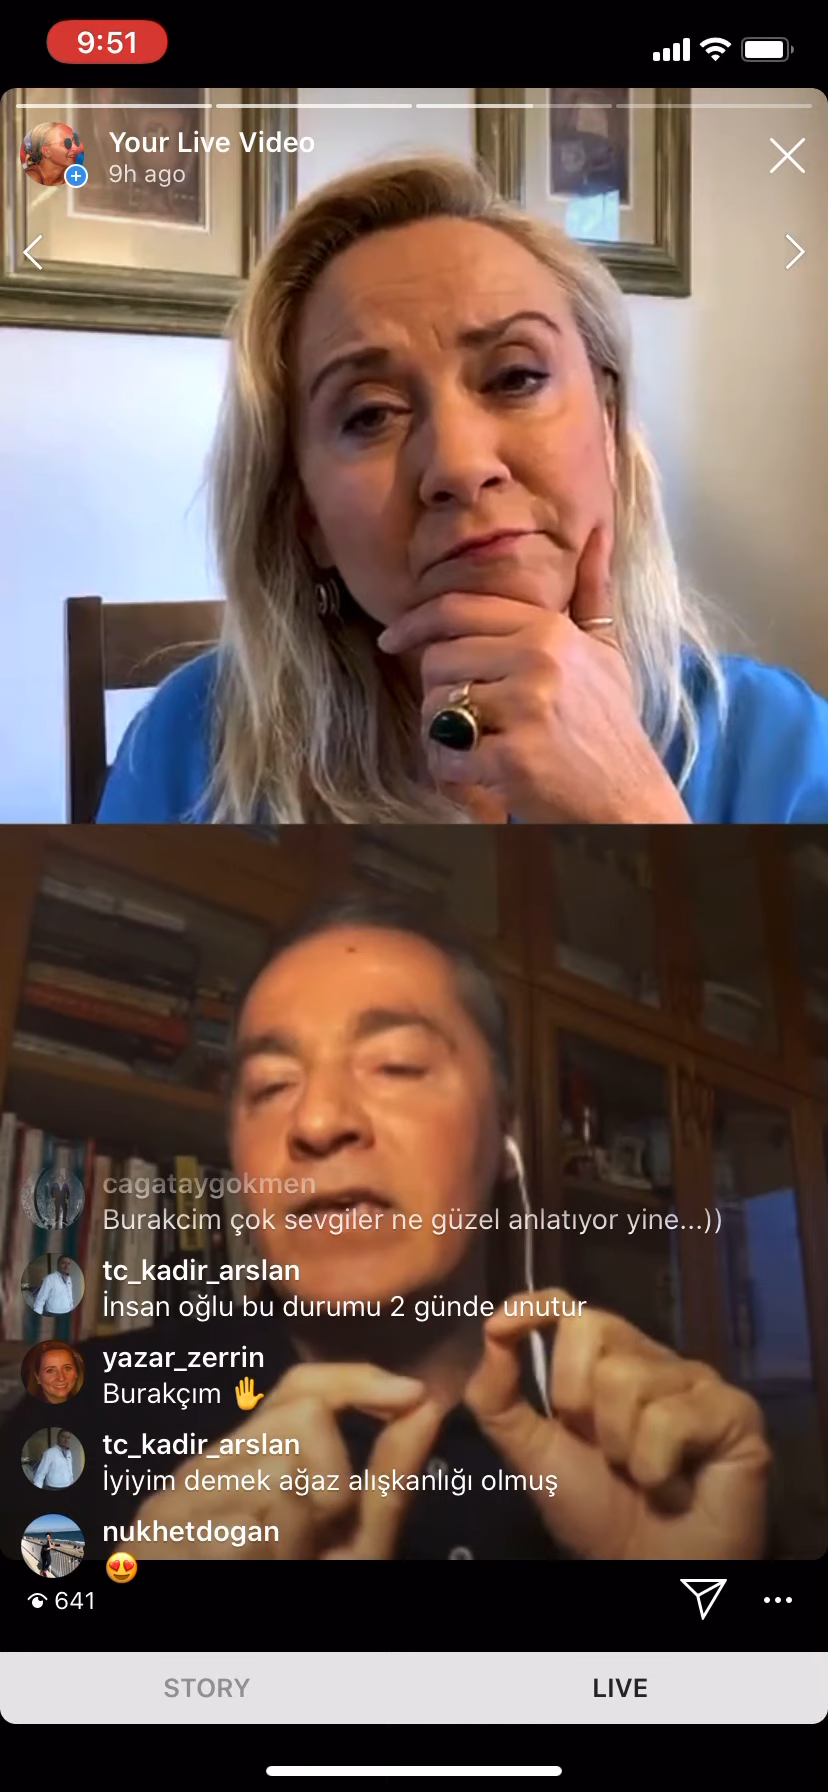 9:51
Your Live Video
9h ago
cagataygokmen
Burakcim çok sevgiler ne güzel anlatıyor yine...))
tc_kadir_arslan
İnsan oğlu bu durumu 2 günde unutur
yazar_zerrin
Burakçım 🖐
tc_kadir_arslan
İyiyim demek ağaz alışkanlığı olmuş
nukhetdogan
😍
641
STORY LIVE